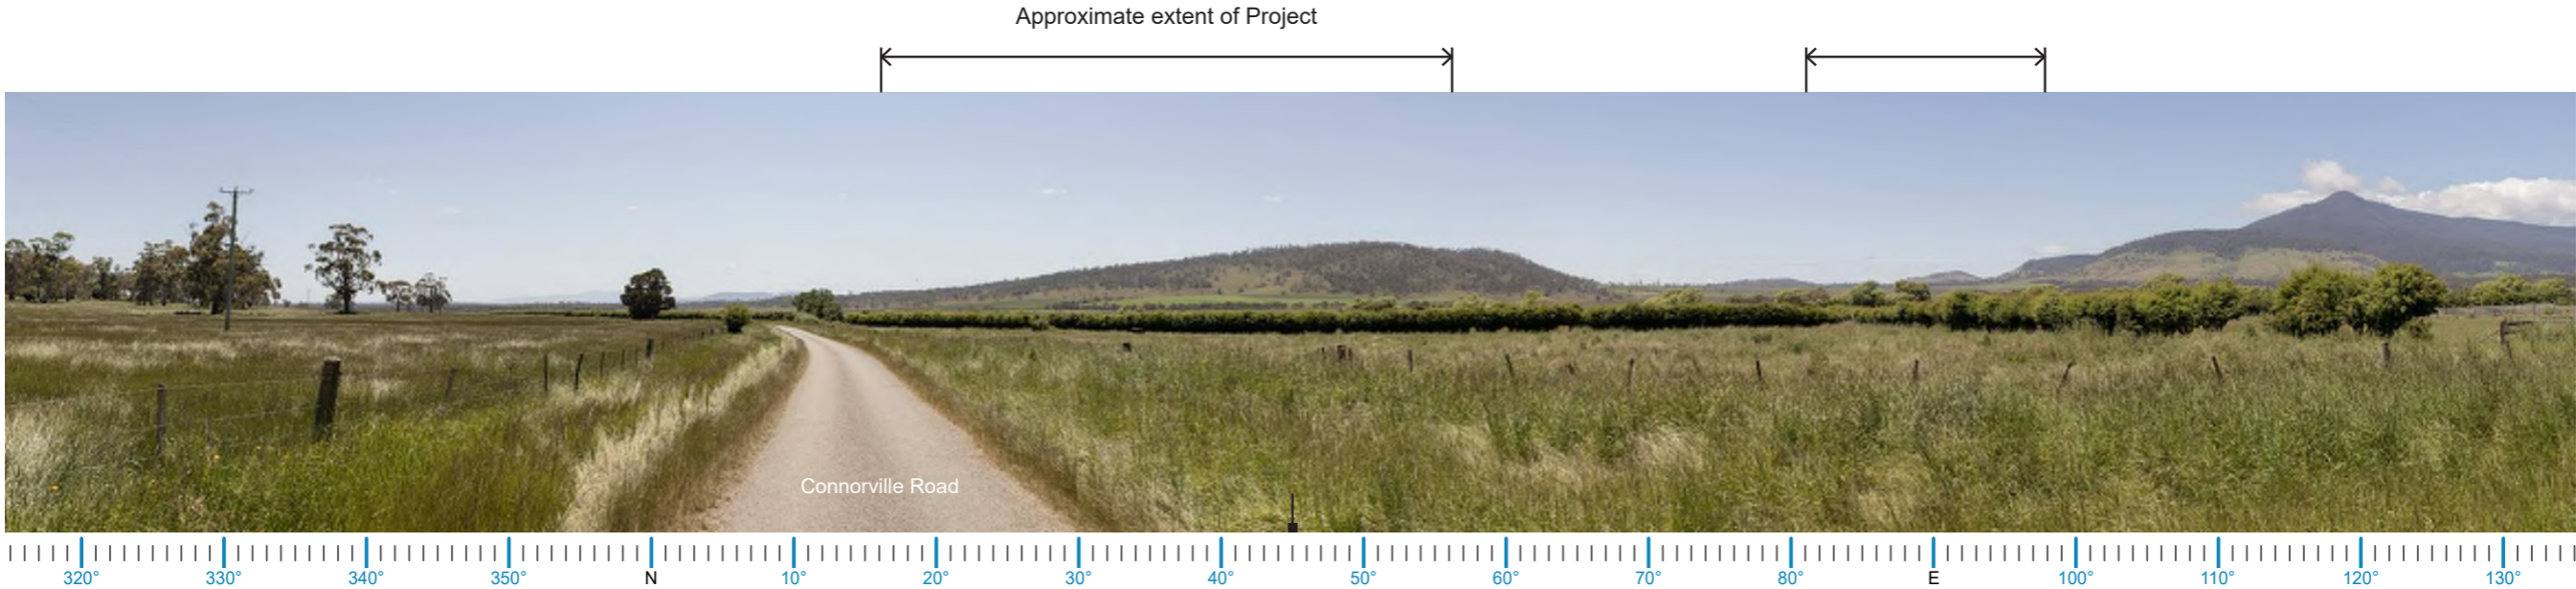 Approximate extent of Project
Connorville Road
320° 330° 340° 350° N 10° 20° 30° 40° 50° 60° 70° 80° E 100° 110° 120° 130°